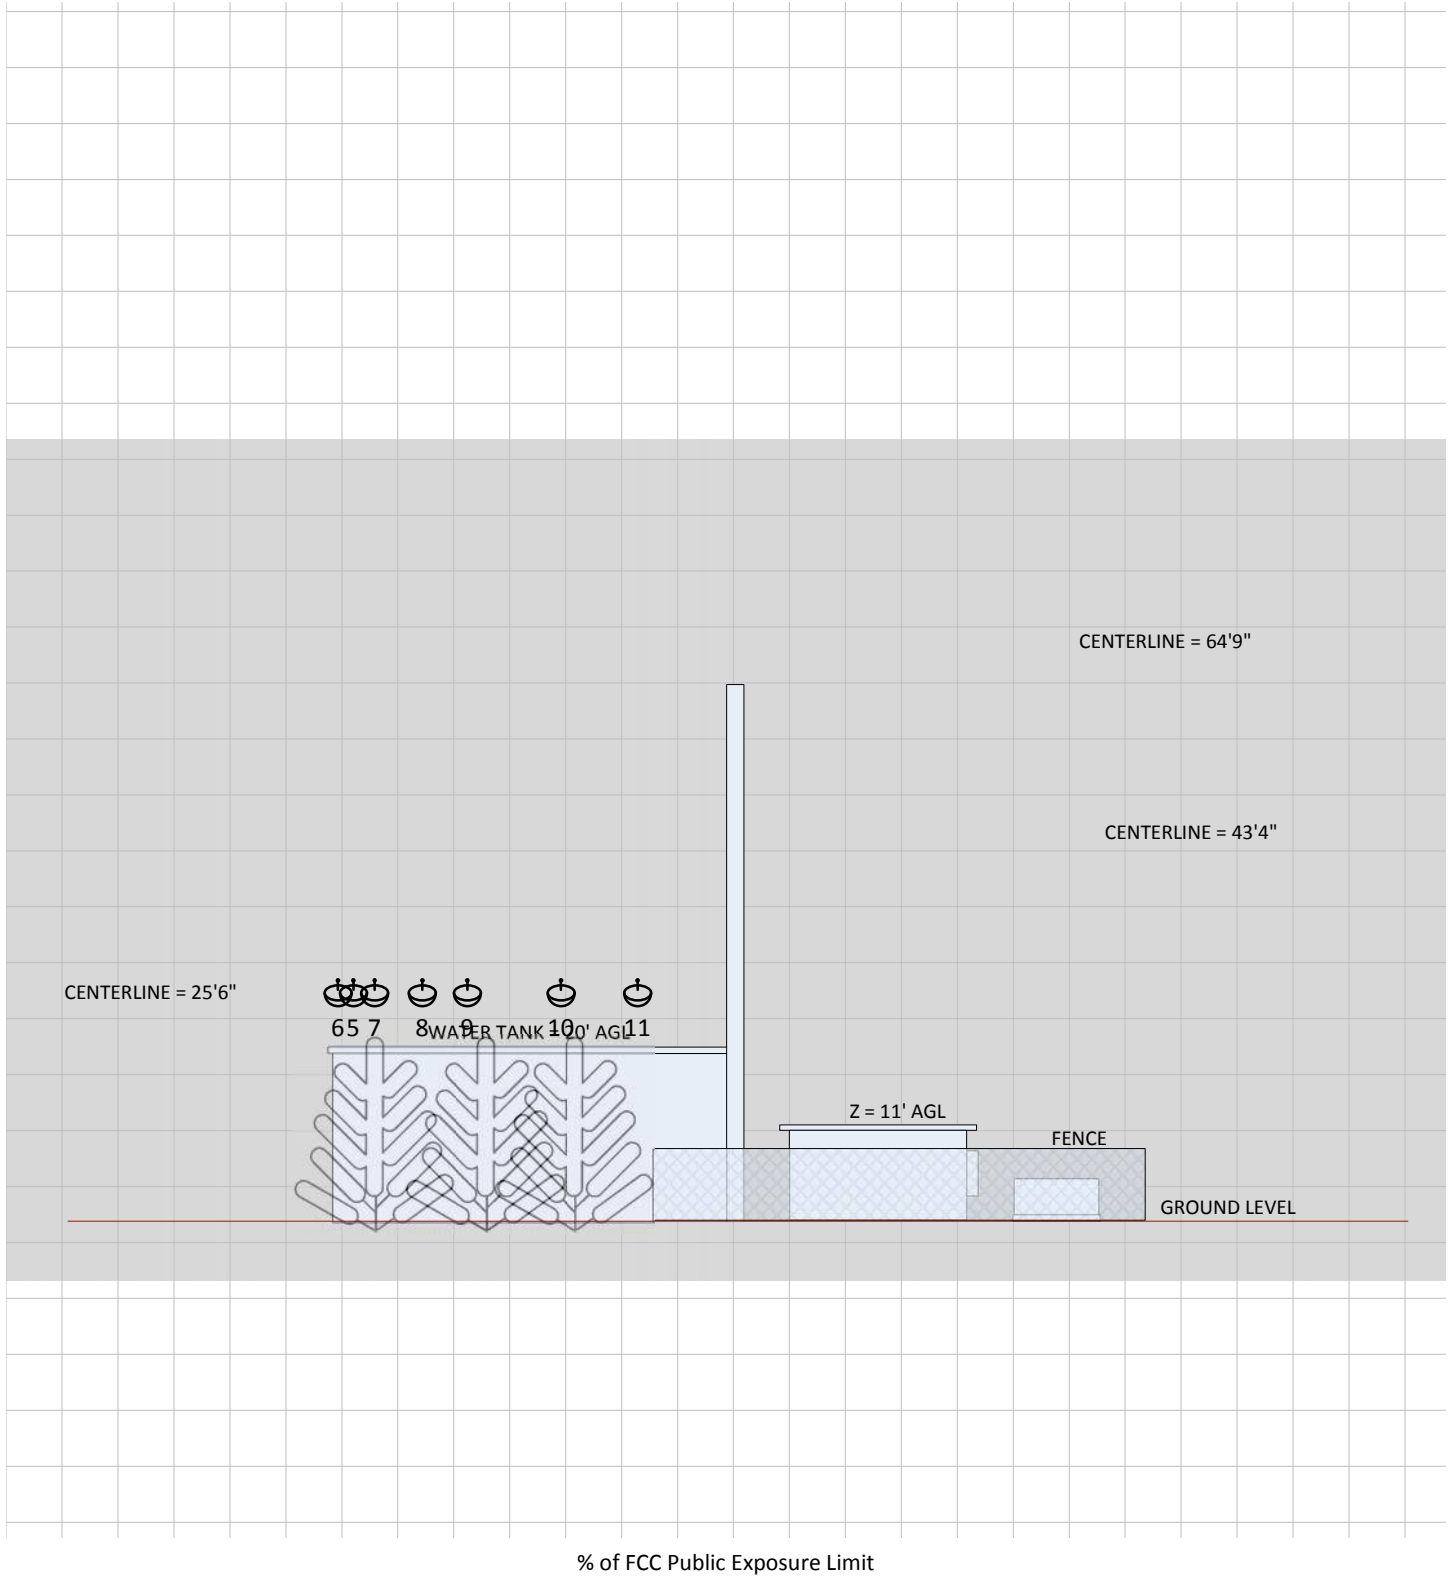 CENTERLINE = 64'9"
CENTERLINE = 43'4"
CENTERLINE = 25'6"
6 5 7 8 9 10 11
WATER TANK = 20' AGL
Z = 11' AGL
FENCE
GROUND LEVEL
% of FCC Public Exposure Limit